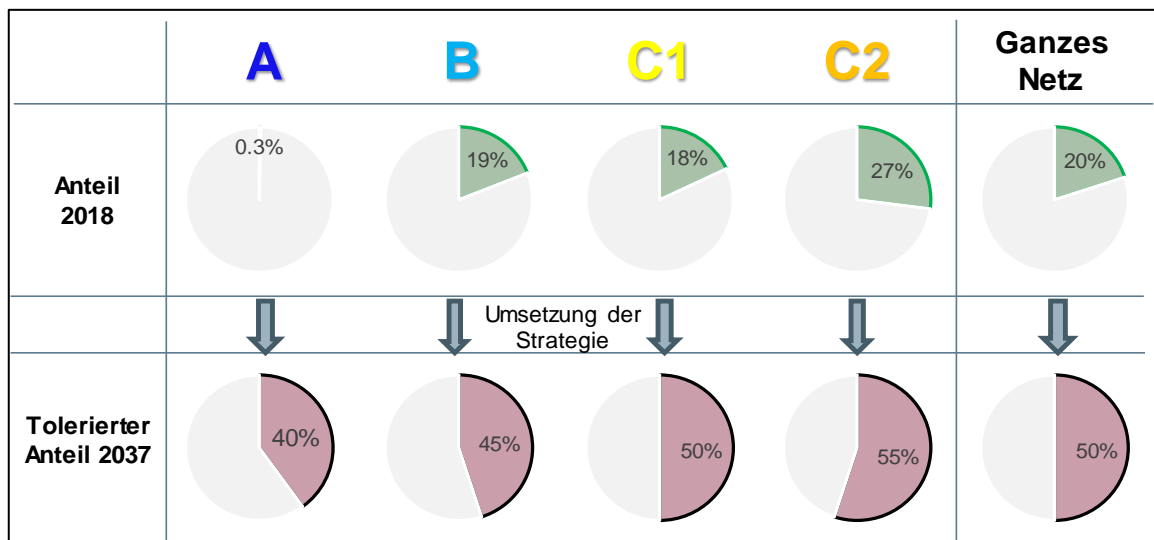 A
B
C1
C2
Ganzes
Netz
Anteil
2018
0.3%
19%
18%
27%
20%
Umsetzung der
Strategie
Tolerierter
Anteil 2037
40%
45%
50%
55%
50%